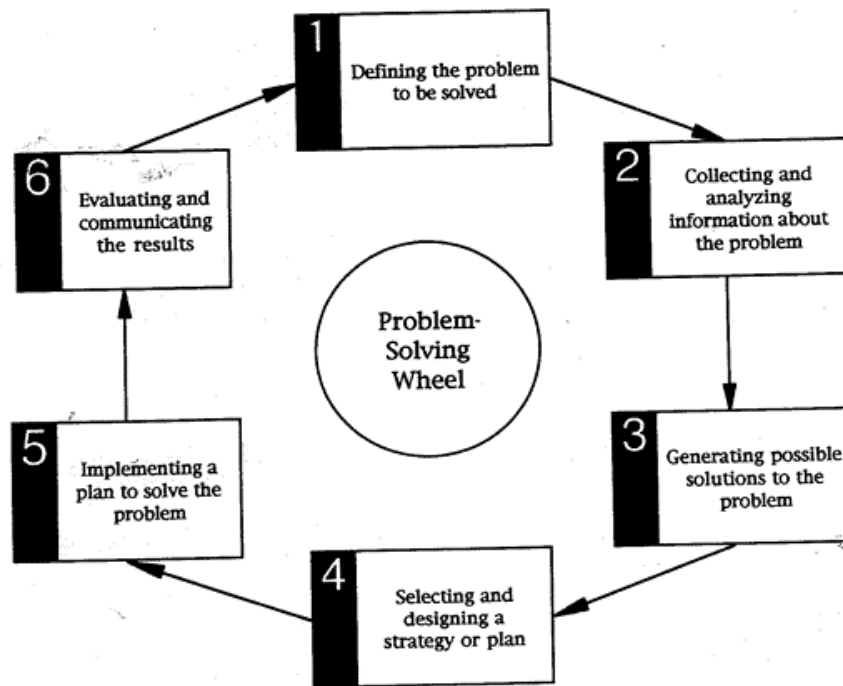 1
Defining the problem
to be solved
2
Collecting and
analyzing
information about
the problem
3
Generating possible
solutions to the
problem
4
Selecting and
designing a
strategy or plan
5
Implementing a
plan to solve the
problem
6
Evaluating and
communicating
the results
Problem-
Solving
Wheel